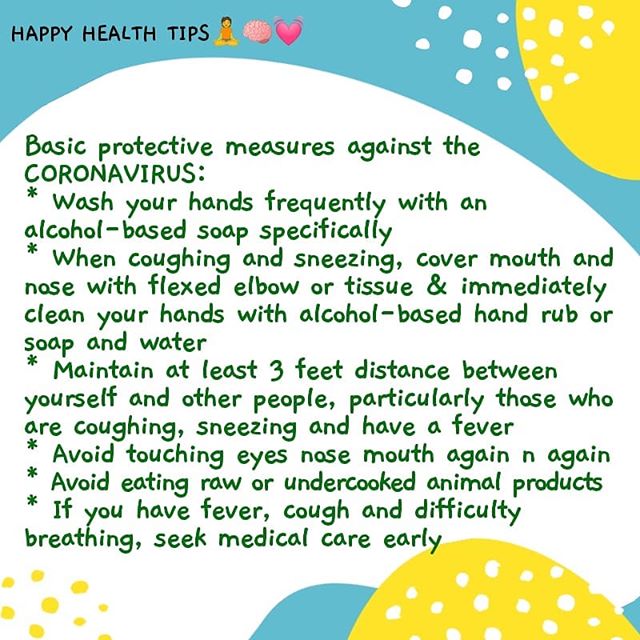 HAPPY HEALTH TIPS🧘🧠💓
Basic protective measures against the
CORONAVIRUS:
* Wash your hands frequently with an
alcohol-based soap specifically
* When coughing and sneezing, cover mouth and
nose with flexed elbow or tissue & immediately
clean your hands with alcohol-based hand rub or
soap and water
* Maintain at least 3 feet distance between
yourself and other people, particularly those who
are coughing, sneezing and have a fever
* Avoid touching eyes nose mouth again n again
* Avoid eating raw or undercooked animal products
* If you have fever, cough and difficulty
breathing, seek medical care early